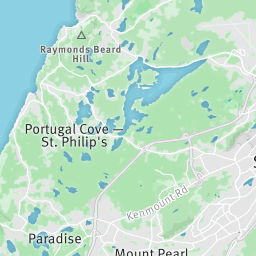 Raymonds Beard
Hill
Portugal Cove —
St. Philip's
Kenmount Rd
Paradise
Mount Pearl
S